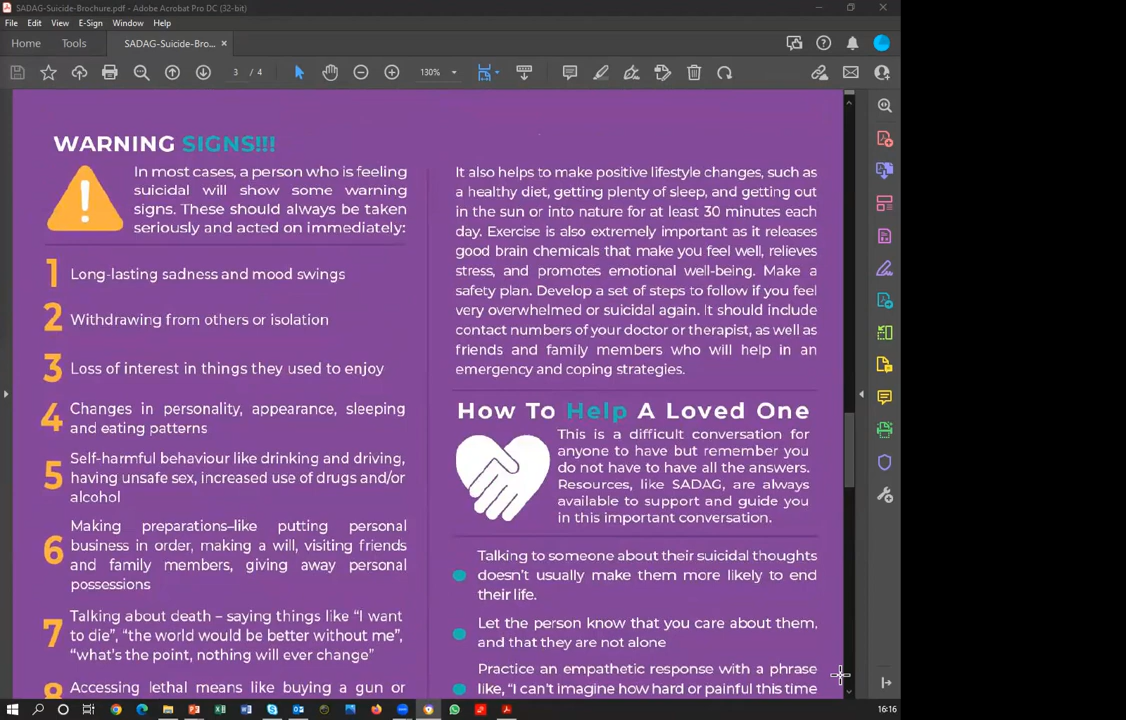 SADAG-Suicide-Brochure.pdf - Adobe Acrobat Pro DC (32-bit)
File Edit View E-Sign Window Help
Home Tools SADAG-Suicide-Bro... ×
3 / 4 130%
WARNING SIGNS!!!
In most cases, a person who is feeling
suicidal will show some warning
signs. These should always be taken
seriously and acted on immediately:
1 Long-lasting sadness and mood swings
2 Withdrawing from others or isolation
3 Loss of interest in things they used to enjoy
4 Changes in personality, appearance, sleeping
and eating patterns
5 Self-harmful behaviour like drinking and driving,
having unsafe sex, increased use of drugs and/or
alcohol
6 Making preparations–like putting personal
business in order, making a will, visiting friends
and family members, giving away personal
possessions
7 Talking about death – saying things like “I want
to die”, “the world would be better without me”,
“what’s the point, nothing will ever change”
8 Accessing lethal means like buying a gun or
It also helps to make positive lifestyle changes, such as
a healthy diet, getting plenty of sleep, and getting out
in the sun or into nature for at least 30 minutes each
day. Exercise is also extremely important as it releases
good brain chemicals that make you feel well, relieves
stress, and promotes emotional well-being. Make a
safety plan. Develop a set of steps to follow if you feel
very overwhelmed or suicidal again. It should include
contact numbers of your doctor or therapist, as well as
friends and family members who will help in an
emergency and coping strategies.
How To Help A Loved One
This is a difficult conversation for
anyone to have but remember you
do not have to have all the answers.
Resources, like SADAG, are always
available to support and guide you
in this important conversation.
Talking to someone about their suicidal thoughts
doesn’t usually make them more likely to end
their life.
Let the person know that you care about them,
and that they are not alone
Practice an empathetic response with a phrase
like, “I can’t imagine how hard or painful this time
16:16